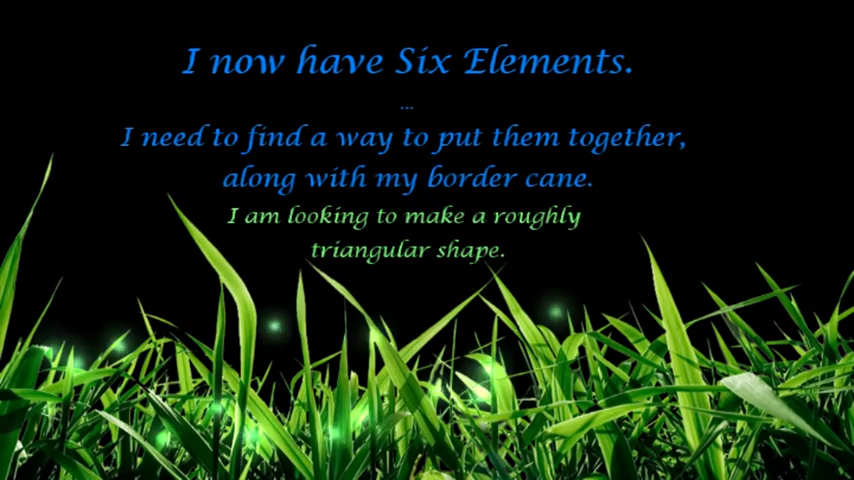 I now have Six Elements.
...
I need to find a way to put them together,
along with my border cane.
I am looking to make a roughly
triangular shape.